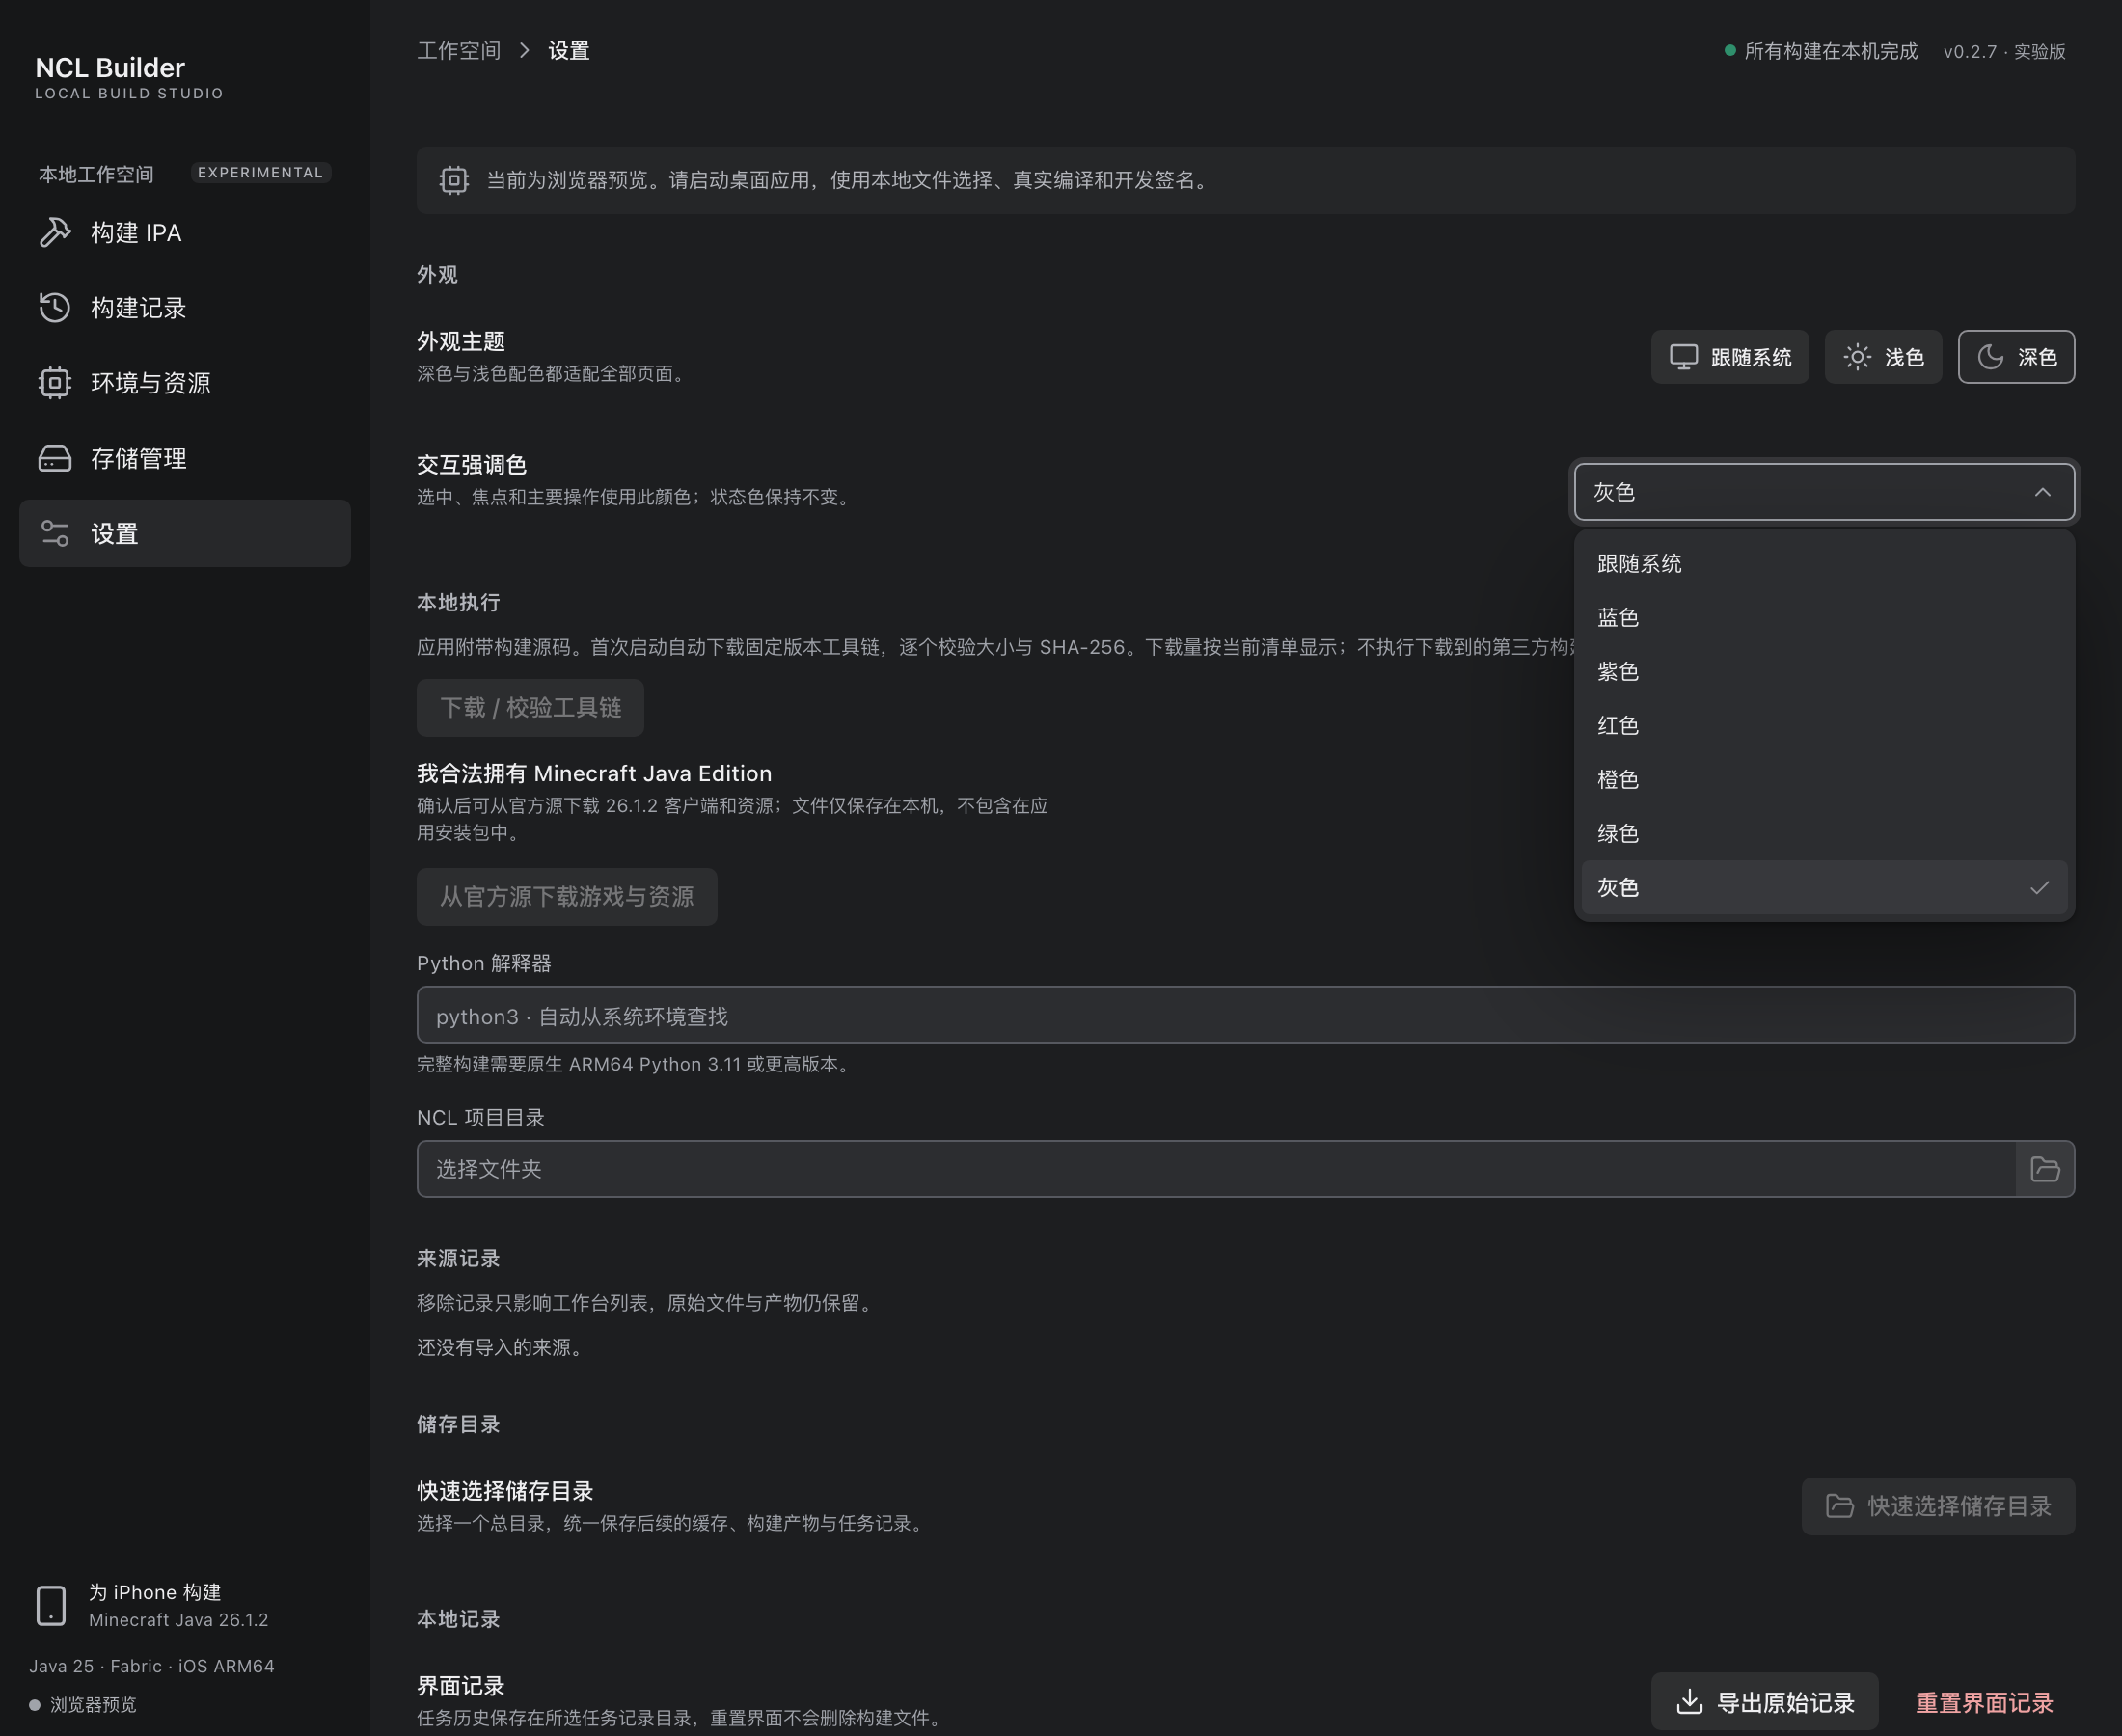 NCL Builder
LOCAL BUILD STUDIO
本地工作空间 EXPERIMENTAL
构建 IPA
构建记录
环境与资源
存储管理
设置
为 iPhone 构建
Minecraft Java 26.1.2
Java 25 · Fabric · iOS ARM64
浏览器预览
工作空间 > 设置
所有构建在本机完成 v0.2.7 · 实验版
当前为浏览器预览。请启动桌面应用，使用本地文件选择、真实编译和开发签名。
外观
外观主题
深色与浅色配色都适配全部页面。
跟随系统 浅色 深色
交互强调色
选中、焦点和主要操作使用此颜色；状态色保持不变。
灰色
跟随系统
蓝色
紫色
红色
橙色
绿色
灰色
本地执行
应用附带构建源码。首次启动自动下载固定版本工具链，逐个校验大小与 SHA-256。下载量按当前清单显示；不执行下载到的第三方构
下载 / 校验工具链
我合法拥有 Minecraft Java Edition
确认后可从官方源下载 26.1.2 客户端和资源；文件仅保存在本机，不包含在应
用安装包中。
从官方源下载游戏与资源
Python 解释器
python3 · 自动从系统环境查找
完整构建需要原生 ARM64 Python 3.11 或更高版本。
NCL 项目目录
选择文件夹
来源记录
移除记录只影响工作台列表，原始文件与产物仍保留。
还没有导入的来源。
储存目录
快速选择储存目录
选择一个总目录，统一保存后续的缓存、构建产物与任务记录。
快速选择储存目录
本地记录
界面记录
任务历史保存在所选任务记录目录，重置界面不会删除构建文件。
导出原始记录 重置界面记录